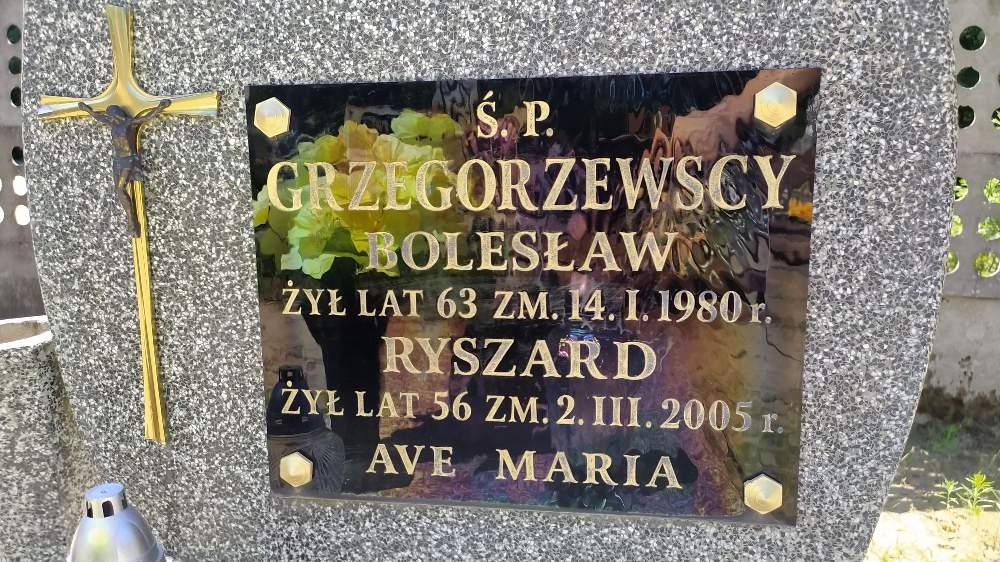 Ś. P.
GRZEGORZEWSCY
BOLESŁAW
ŻYŁ LAT 63 ZM. 14. I. 1980 r.
RYSZARD
ŻYŁ LAT 56 ZM. 2. III. 2005 r.
AVE MARIA